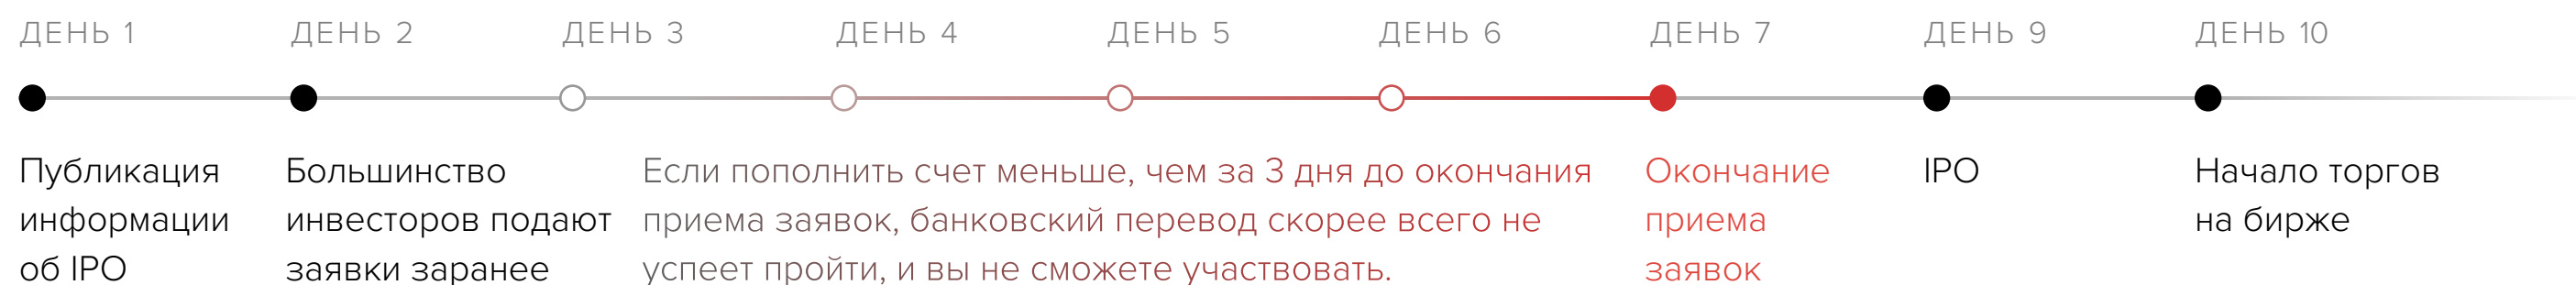 ДЕНЬ 1
ДЕНЬ 2
ДЕНЬ 3
ДЕНЬ 4
ДЕНЬ 5
ДЕНЬ 6
ДЕНЬ 7
ДЕНЬ 9
ДЕНЬ 10
Публикация
информации
об IPO
Большинство
инвесторов подают
заявки заранее
Если пополнить счет меньше, чем за 3 дня до окончания
приема заявок, банковский перевод скорее всего не
успеет пройти, и вы не сможете участвовать.
Окончание
приема
заявок
IPO
Начало торгов
на бирже